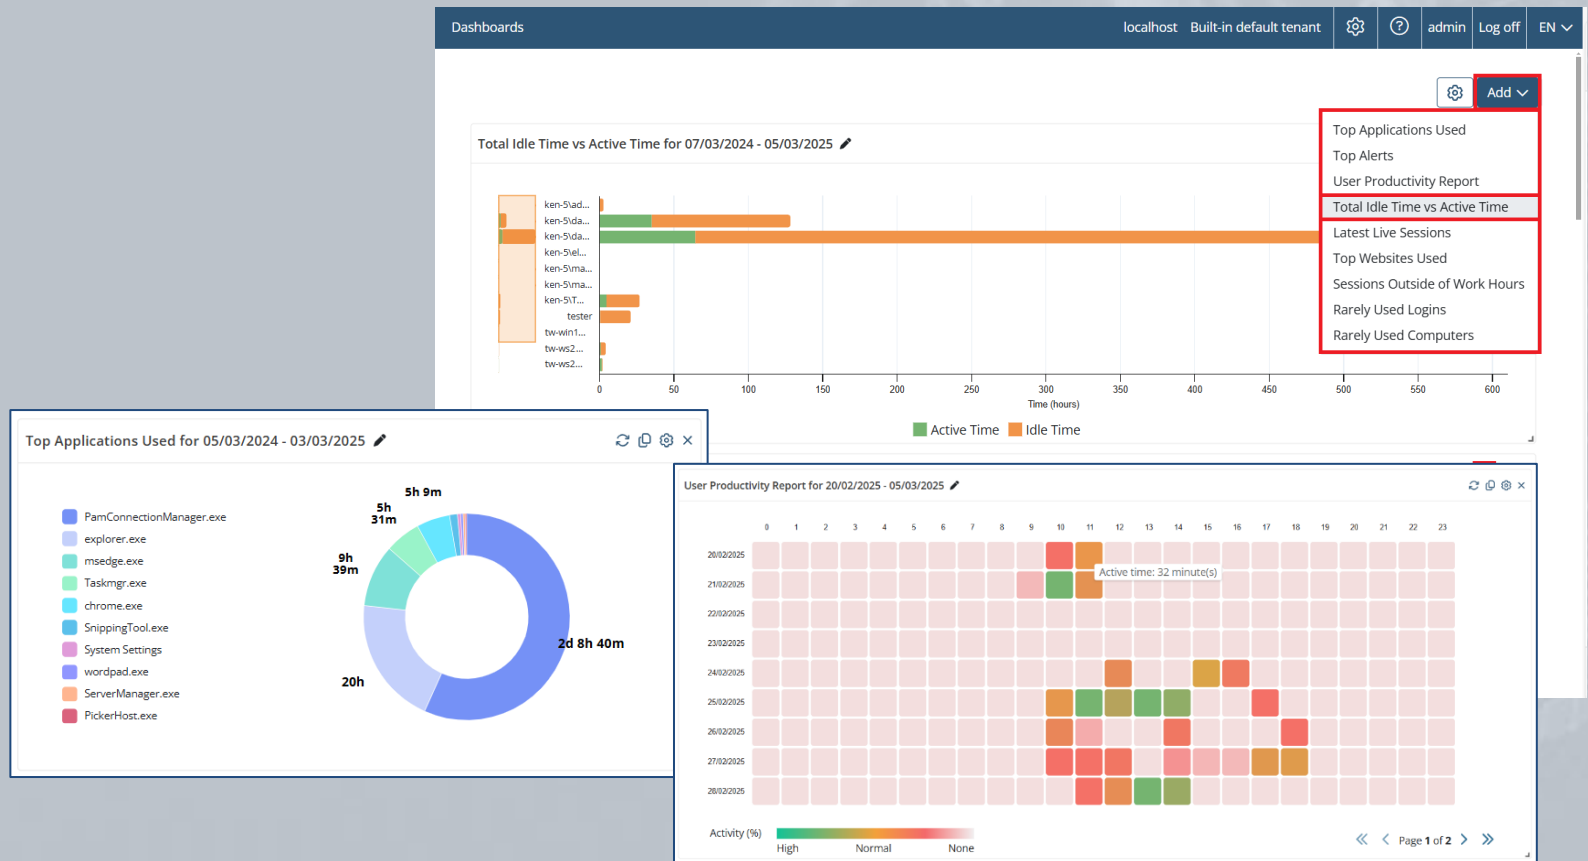 Dashboards
localhost Built-in default tenant admin Log off EN
Add
Top Applications Used
Top Alerts
User Productivity Report
Total Idle Time vs Active Time
Latest Live Sessions
Top Websites Used
Sessions Outside of Work Hours
Rarely Used Logins
Rarely Used Computers
Total Idle Time vs Active Time for 07/03/2024 - 05/03/2025
ken-5\ad...
ken-5\da...
ken-5\da...
ken-5\el...
ken-5\ma...
ken-5\ma...
ken-5\T...
tester
tw-win1...
tw-ws2...
tw-ws2...
0 50 100 150 200 250 300 350 400 450 500 550 600
Time (hours)
Active Time Idle Time
Top Applications Used for 05/03/2024 - 03/03/2025
PamConnectionManager.exe
explorer.exe
msedge.exe
Taskmgr.exe
chrome.exe
SnippingTool.exe
System Settings
wordpad.exe
ServerManager.exe
PickerHost.exe
5h 9m
5h
31m
9h
39m
2d 8h 40m
20h
User Productivity Report for 20/02/2025 - 05/03/2025
0 1 2 3 4 5 6 7 8 9 10 11 12 13 14 15 16 17 18 19 20 21 22 23
20/02/2025
Active time: 32 minute(s)
21/02/2025
22/02/2025
23/02/2025
24/02/2025
25/02/2025
26/02/2025
27/02/2025
28/02/2025
Activity (%)
High Normal None
Page 1 of 2